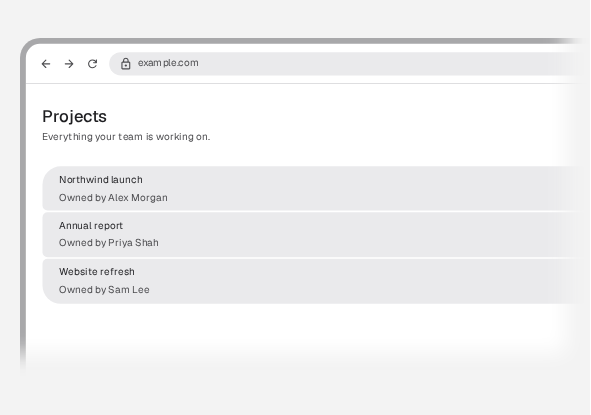 example.com
Projects
Everything your team is working on.
Northwind launch
Owned by Alex Morgan
Annual report
Owned by Priya Shah
Website refresh
Owned by Sam Lee